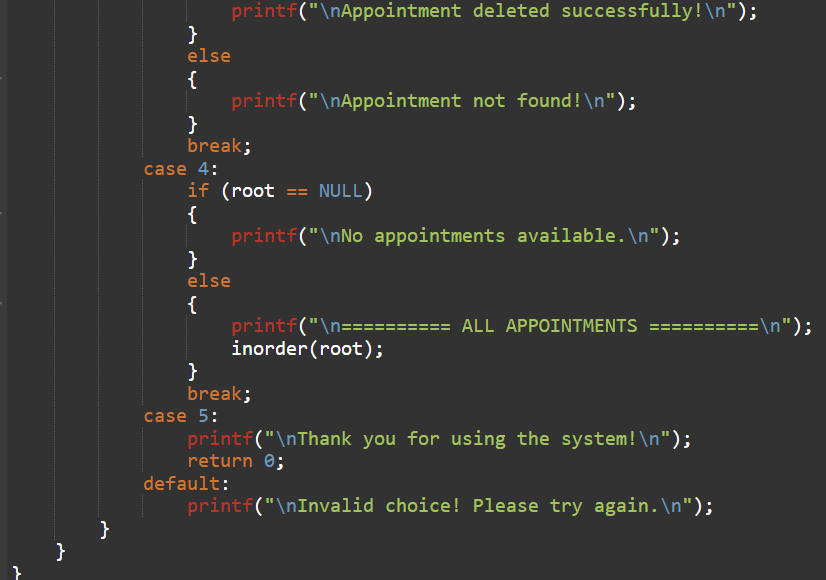 printf("\nAppointment deleted successfully!\n");
}
else
{
printf("\nAppointment not found!\n");
}
break;
case 4:
if (root == NULL)
{
printf("\nNo appointments available.\n");
}
else
{
printf("\n========== ALL APPOINTMENTS ==========\n");
inorder(root);
}
break;
case 5:
printf("\nThank you for using the system!\n");
return 0;
default:
printf("\nInvalid choice! Please try again.\n");
}
}
}